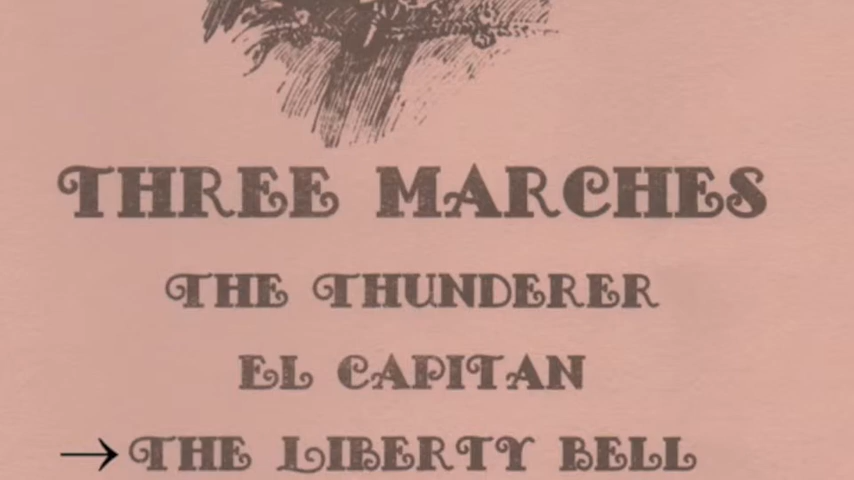 THREE MARCHES
THE THUNDERER
EL CAPITAN
→THE LIBERTY BELL